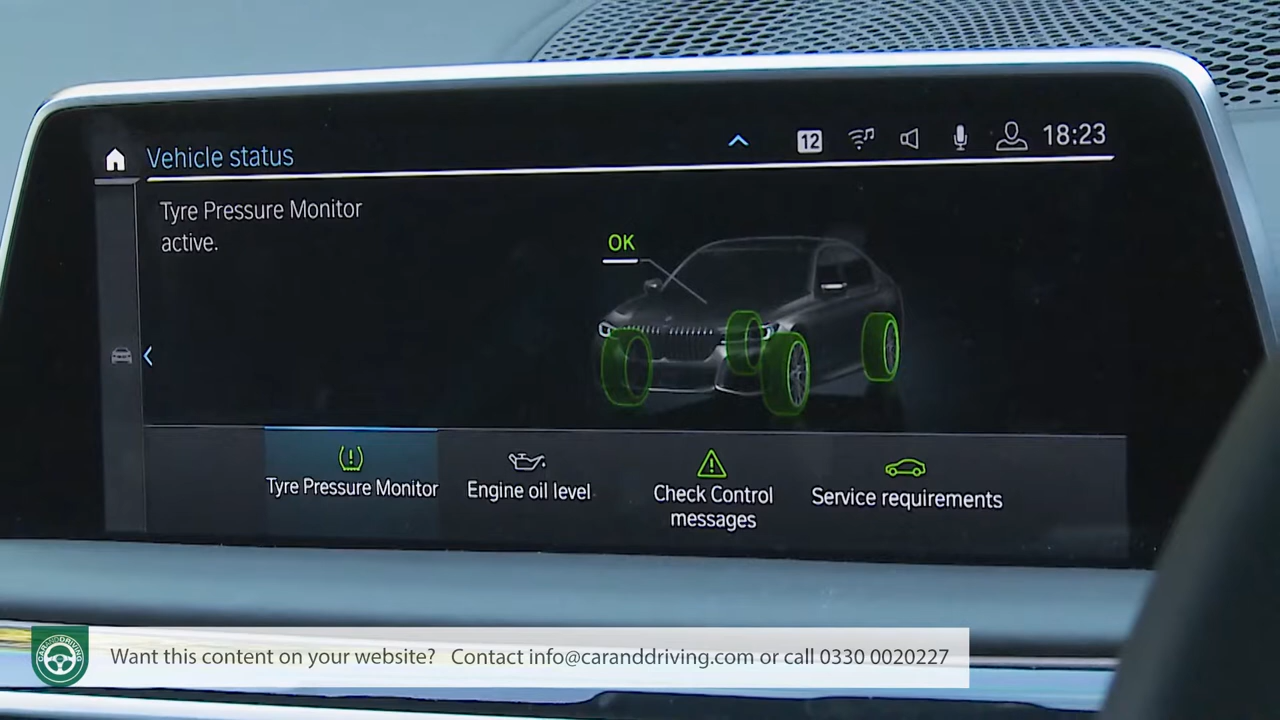 Vehicle status
12
18:23
Tyre Pressure Monitor
active.
OK
Tyre Pressure Monitor
Engine oil level
Check Control
messages
Service requirements
CARANDDRIVING
Want this content on your website? Contact info@caranddriving.com or call 0330 0020227